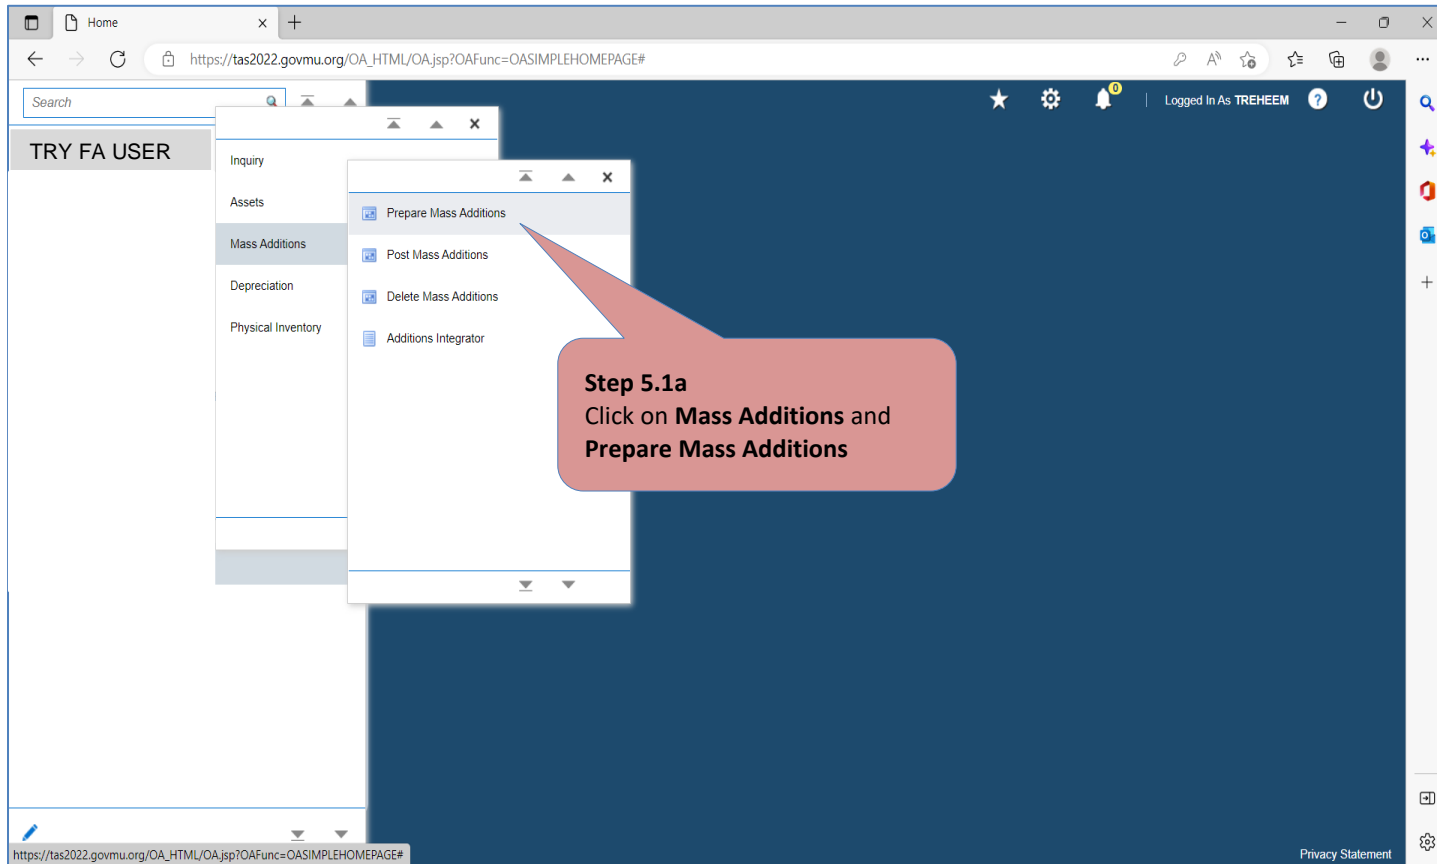 Home
https://tas2022.govmu.org/OA_HTML/OA.jsp?OAFunc=OASIMPLEHOMEPAGE#
Search
0
Logged In As TREHEEM
TRY FA USER
Inquiry
Assets
Mass Additions
Depreciation
Physical Inventory
Prepare Mass Additions
Post Mass Additions
Delete Mass Additions
Additions Integrator
Step 5.1a
Click on Mass Additions and
Prepare Mass Additions
https://tas2022.govmu.org/OA_HTML/OA.jsp?OAFunc=OASIMPLEHOMEPAGE#
Privacy Statement